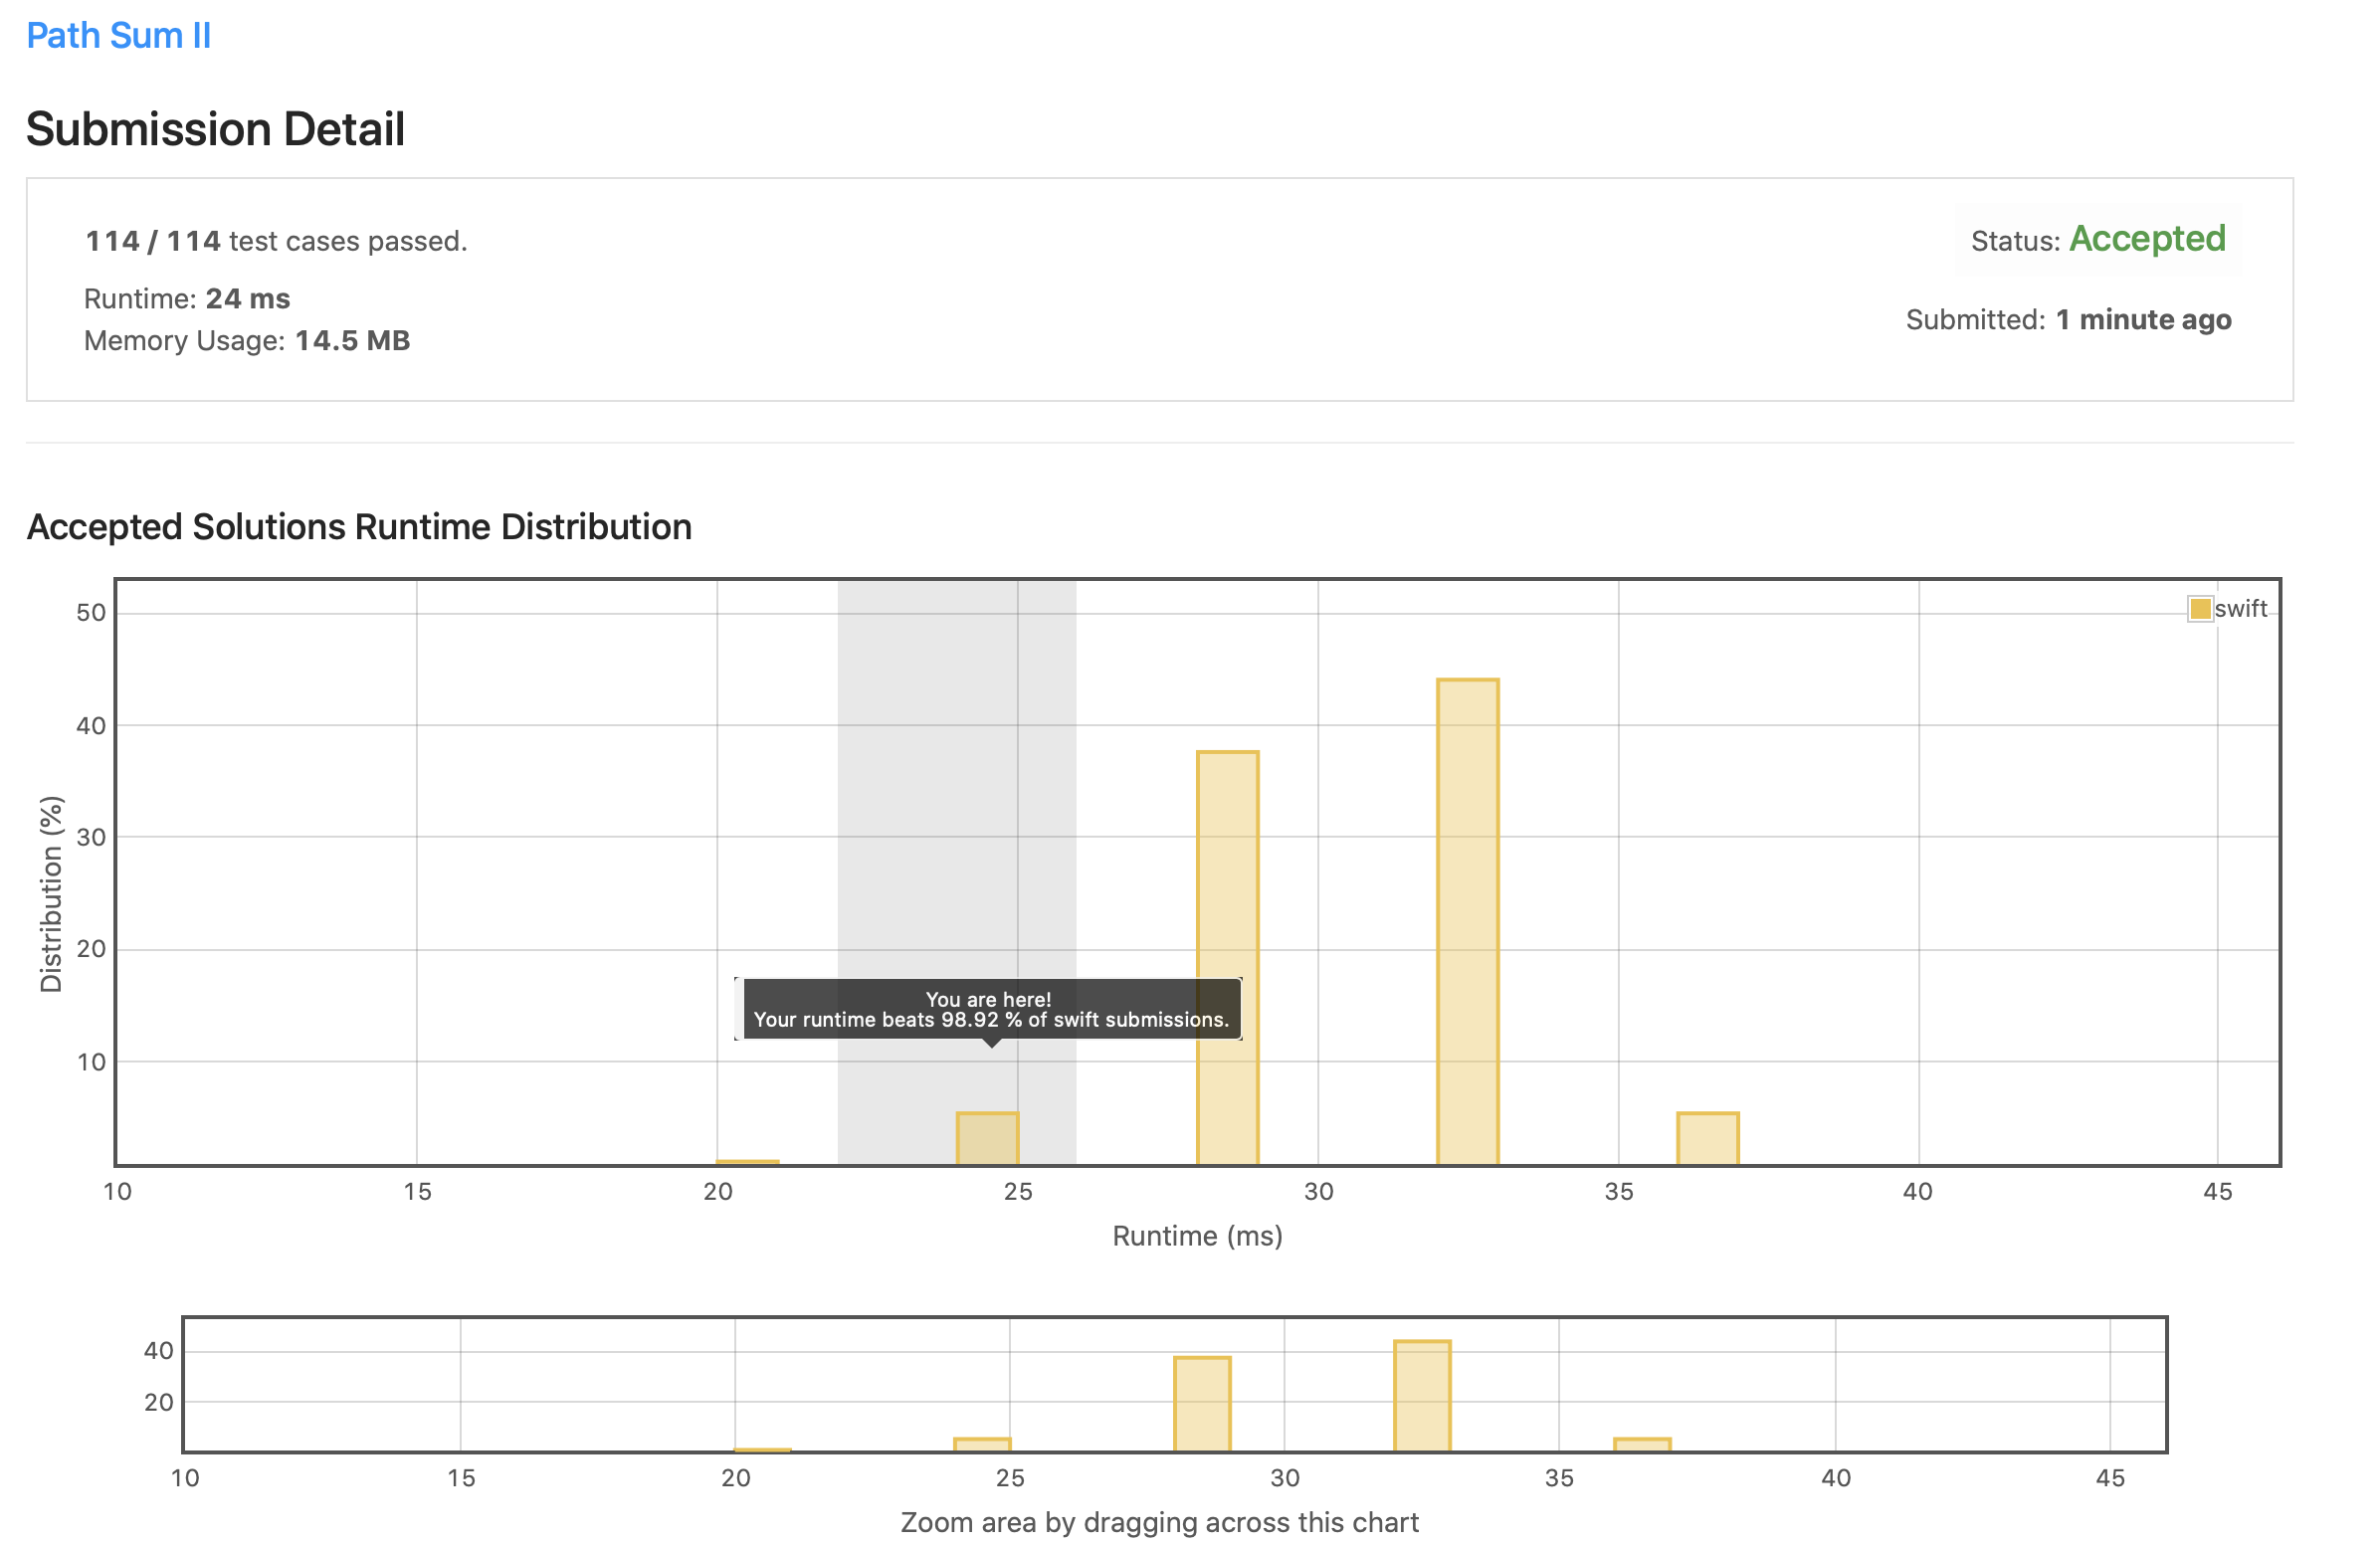 Path Sum II
Submission Detail
114 / 114 test cases passed.
Status: Accepted
Runtime: 24 ms
Submitted: 1 minute ago
Memory Usage: 14.5 MB
Accepted Solutions Runtime Distribution
swift
50
40
30
20
10
Distribution (%)
You are here!
Your runtime beats 98.92 % of swift submissions.
10 15 20 25 30 35 40 45
Runtime (ms)
40
20
10 15 20 25 30 35 40 45
Zoom area by dragging across this chart